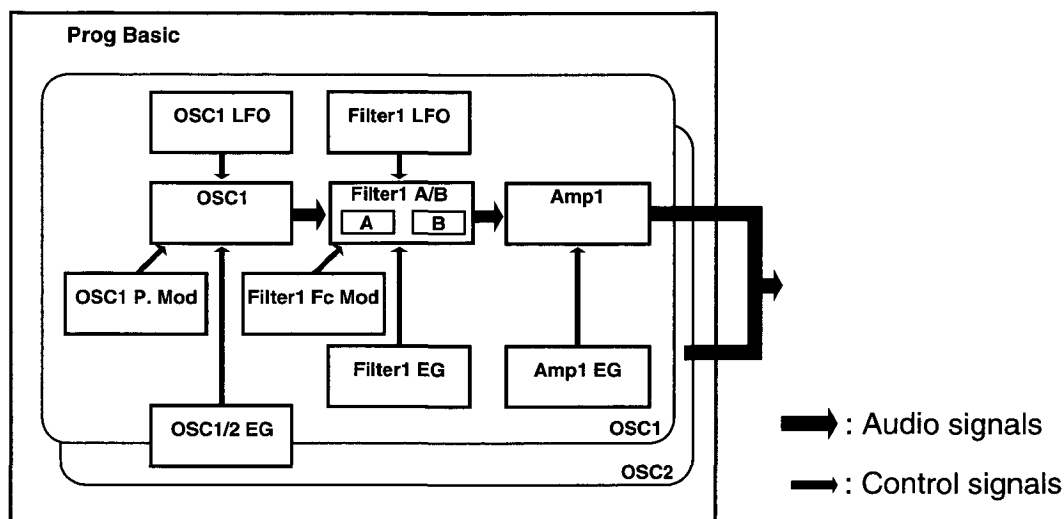 Prog Basic
OSC1 LFO
Filter1 LFO
OSC1
Filter1 A/B
A
B
Amp1
OSC1 P. Mod
Filter1 Fc Mod
Filter1 EG
Amp1 EG
OSC1/2 EG
OSC1
OSC2
: Audio signals
: Control signals